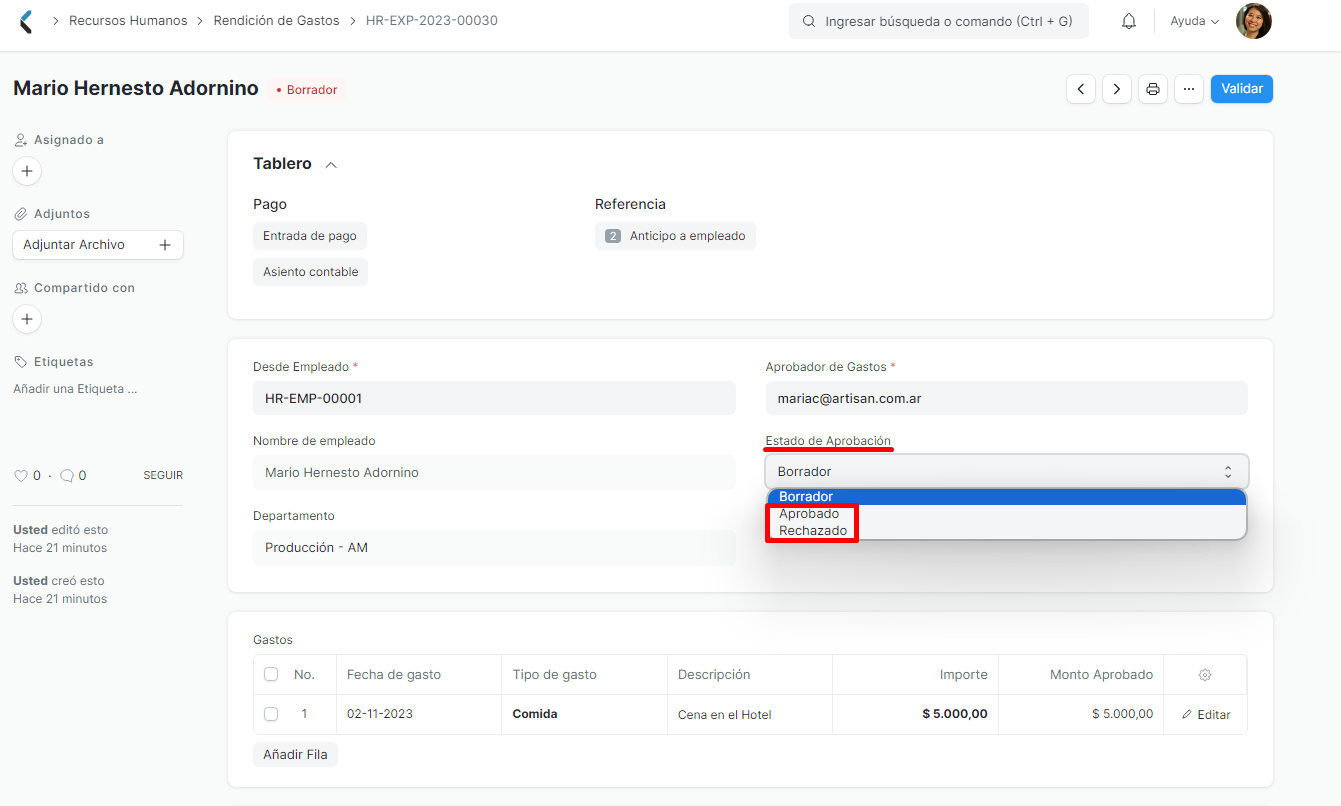 Recursos Humanos
Rendición de Gastos
HR-EXP-2023-00030
Ingresar búsqueda o comando (Ctrl + G)
Ayuda
Mario Hernesto Adornino
• Borrador
Validar
Asignado a
Adjuntos
Adjuntar Archivo
Compartido con
Etiquetas
Añadir una Etiqueta ...
0 · 0
SEGUIR
Usted editó esto
Hace 21 minutos
Usted creó esto
Hace 21 minutos
Tablero
Pago
Referencia
Entrada de pago
2 Anticipo a empleado
Asiento contable
Desde Empleado *
HR-EMP-00001
Aprobador de Gastos *
mariac@artisan.com.ar
Nombre de empleado
Mario Hernesto Adornino
Estado de Aprobación
Borrador
Borrador
Aprobado
Rechazado
Departamento
Producción - AM
Gastos
No. Fecha de gasto Tipo de gasto Descripción Importe Monto Aprobado
1 02-11-2023 Comida Cena en el Hotel $ 5.000,00 $ 5.000,00 Editar
Añadir Fila